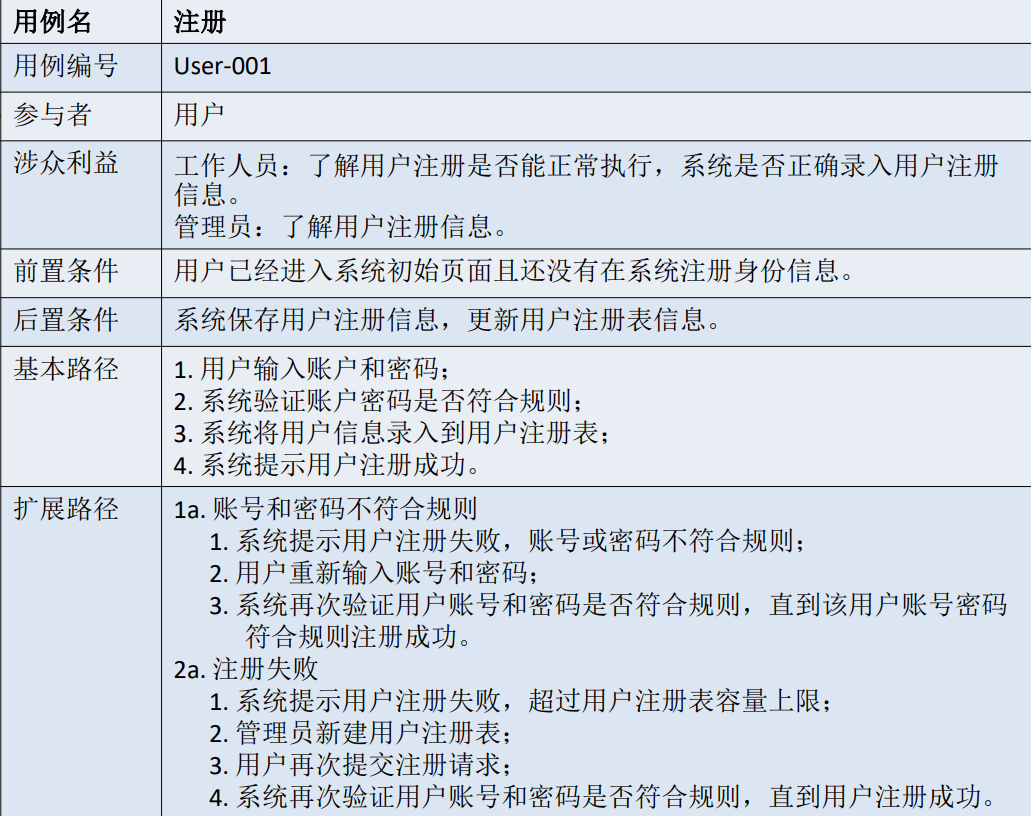 用例名 注册
用例编号 User-001
参与者 用户
涉众利益 工作人员：了解用户注册是否能正常执行，系统是否正确录入用户注册
信息。
管理员：了解用户注册信息。
前置条件 用户已经进入系统初始页面且还没有在系统注册身份信息。
后置条件 系统保存用户注册信息，更新用户注册表信息。
基本路径 1. 用户输入账户和密码；
2. 系统验证账户密码是否符合规则；
3. 系统将用户信息录入到用户注册表；
4. 系统提示用户注册成功。
扩展路径 1a. 账号和密码不符合规则
1. 系统提示用户注册失败，账号或密码不符合规则；
2. 用户重新输入账号和密码；
3. 系统再次验证用户账号和密码是否符合规则，直到该用户账号密码
符合规则注册成功。
2a. 注册失败
1. 系统提示用户注册失败，超过用户注册表容量上限；
2. 管理员新建用户注册表；
3. 用户再次提交注册请求；
4. 系统再次验证用户账号和密码是否符合规则，直到用户注册成功。